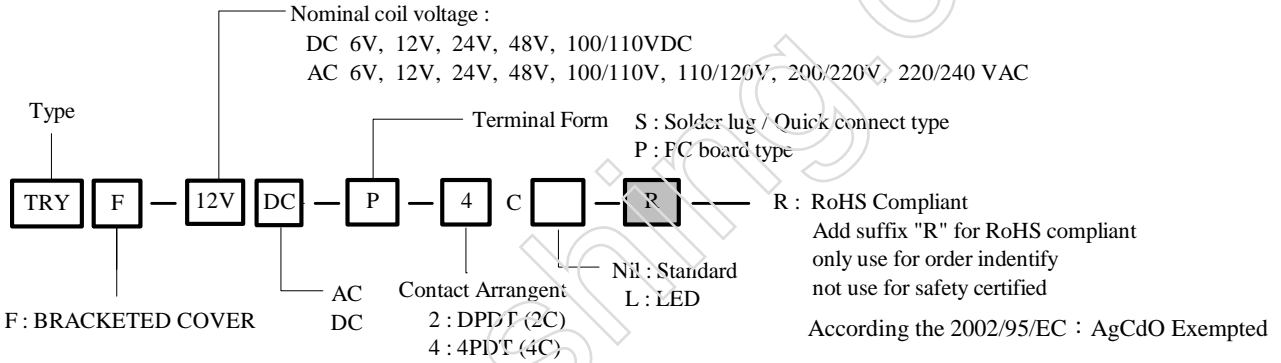 Nominal coil voltage :
DC 6V, 12V, 24V, 48V, 100/110VDC
AC 6V, 12V, 24V, 48V, 100/110V, 110/120V, 200/220V, 220/240 VAC
Type
Terminal Form
S : Solder lug / Quick connect type
P : PC board type
TRY F — 12V DC — P — 4 C — R
R : RoHS Compliant
Add suffix "R" for RoHS compliant
only use for order indentify
not use for safety certified
According the 2002/95/EC : AgCdO Exempted
Nil : Standard
L : LED
Contact Arrangent
2 : DPDT (2C)
4 : 4PDT (4C)
AC
DC
F : BRACKETED COVER
shing.c
shing